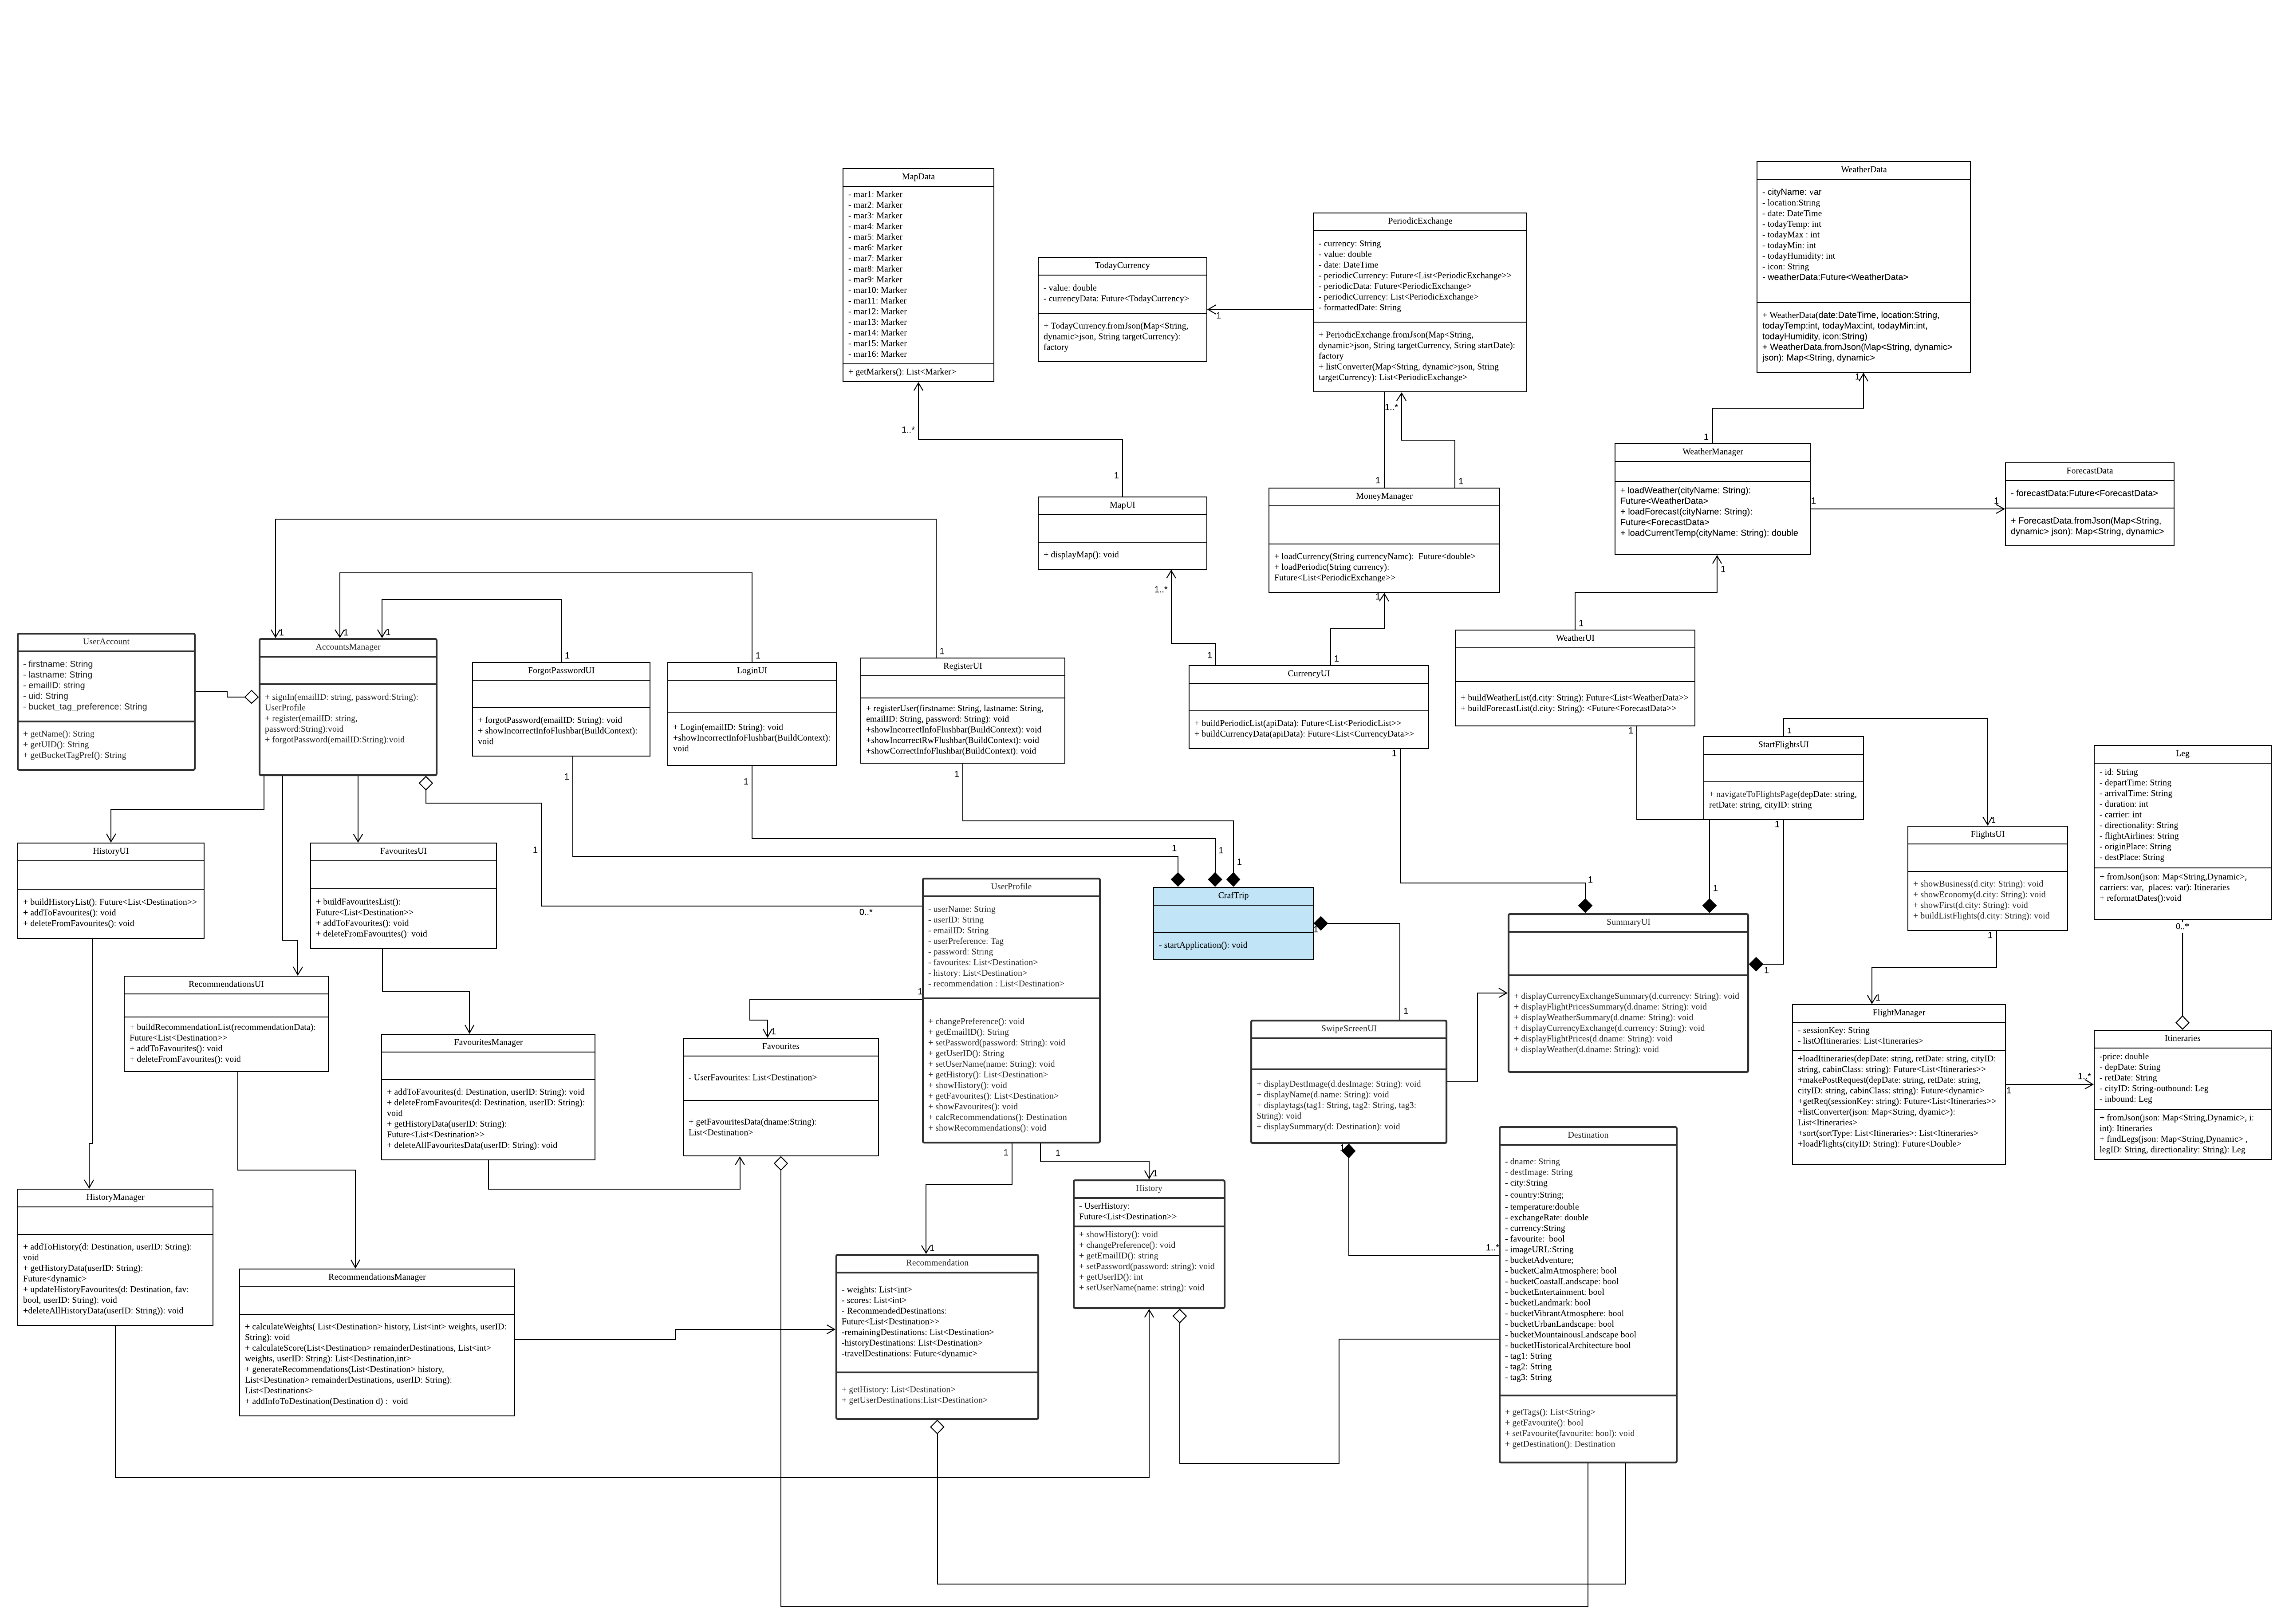 MapData
- mar1: Marker
- mar2: Marker
- mar3: Marker
- mar4: Marker
- mar5: Marker
- mar6: Marker
- mar7: Marker
- mar8: Marker
- mar9: Marker
- mar10: Marker
- mar11: Marker
- mar12: Marker
- mar13: Marker
- mar14: Marker
- mar15: Marker
- mar16: Marker
+ getMarkers(): List<Marker>
1..*
1
TodayCurrency
- value: double
- currencyData: Future<TodayCurrency>
+ TodayCurrency.fromJson(Map<String,
dynamic>json, String targetCurrency):
factory
1
PeriodicExchange
- currency: String
- value: double
- date: DateTime
- periodicCurrency: Future<List<PeriodicExchange>>
- periodicData: Future<PeriodicExchange>
- periodicCurrency: List<PeriodicExchange>
- formattedDate: String
+ PeriodicExchange.fromJson(Map<String,
dynamic>json, String targetCurrency, String startDate):
factory
+ listConverter(Map<String, dynamic>json, String
targetCurrency): List<PeriodicExchange>
1..*
1
1
WeatherData
- cityName: var
- location:String
- date: DateTime
- todayTemp: int
- todayMax : int
- todayMin: int
- todayHumidity: int
- icon: String
- weatherData:Future<WeatherData>
+ WeatherData(date:DateTime, location:String,
todayTemp:int, todayMax:int, todayMin:int,
todayHumidity, icon:String)
+ WeatherData.fromJson(Map<String, dynamic>
json): Map<String, dynamic>
1
1
WeatherManager
+ loadWeather(cityName: String):
Future<WeatherData>
+ loadForecast(cityName: String):
Future<ForecastData>
+ loadCurrentTemp(cityName: String): double
1
1
1
ForecastData
- forecastData:Future<ForecastData>
+ ForecastData.fromJson(Map<String,
dynamic> json): Map<String, dynamic>
MapUI
+ displayMap(): void
1..*
1
MoneyManager
+ loadCurrency(String currencyNamc):  Future<double>
+ loadPeriodic(String currency):
Future<List<PeriodicExchange>>
1
1
UserAccount
- firstname: String
- lastname: String
- emailID: string
- uid: String
- bucket_tag_preference: String
+ getName(): String
+ getUID(): String
+ getBucketTagPref(): String
1
1
1
AccountsManager
+ signIn(emailID: string, password:String):
UserProfile
+ register(emailID: string,
password:String):void
+ forgotPassword(emailID:String):void
1
0..*
1
ForgotPasswordUI
+ forgotPassword(emailID: String): void
+ showIncorrectInfoFlushbar(BuildContext):
void
1
1
1
LoginUI
+ Login(emailID: String): void
+showIncorrectInfoFlushbar(BuildContext):
void
1
1
1
RegisterUI
+ registerUser(firstname: String, lastname: String,
emailID: String, password: String): void
+showIncorrectInfoFlushbar(BuildContext): void
+showIncorrectRwFlushbar(BuildContext): void
+showCorrectInfoFlushbar(BuildContext): void
1
1
CurrencyUI
+ buildPeriodicList(apiData): Future<List<PeriodicList>>
+ buildCurrencyData(apiData): Future<List<CurrencyData>>
1
1
1
WeatherUI
+ buildWeatherList(d.city: String): Future<List<WeatherData>>
+ buildForecastList(d.city: String): <Future<ForecastData>>
1
1
1
StartFlightsUI
+ navigateToFlightsPage(depDate: string,
retDate: string, cityID: string
1
1
1
FlightsUI
+ showBusiness(d.city: String): void
+ showEconomy(d.city: String): void
+ showFirst(d.city: String): void
+ buildListFlights(d.city: String): void
1
1
Leg
- id: String
- departTime: String
- arrivalTime: String
- duration: int
- carrier: int
- directionality: String
- flightAirlines: String
- originPlace: String
- destPlace: String
+ fromJson(json: Map<String,Dynamic>,
carriers: var,  places: var): Itineraries
+ reformatDates():void
0..*
HistoryUI
+ buildHistoryList(): Future<List<Destination>>
+ addToFavourites(): void
+ deleteFromFavourites(): void
FavouritesUI
+ buildFavouritesList():
Future<List<Destination>>
+ addToFavourites(): void
+ deleteFromFavourites(): void
RecommendationsUI
+ buildRecommendationList(recommendationData):
Future<List<Destination>>
+ addToFavourites(): void
+ deleteFromFavourites(): void
FavouritesManager
+ addToFavourites(d: Destination, userID: String): void
+ deleteFromFavourites(d: Destination, userID: String):
void
+ getHistoryData(userID: String):
Future<List<Destination>>
+ deleteAllFavouritesData(userID: String): void
Favourites
- UserFavourites: List<Destination>
+ getFavouritesData(dname:String):
List<Destination>
1
1
UserProfile
- userName: String
- userID: String
- emailID: String
- userPreference: Tag
- password: String
- favourites: List<Destination>
- history: List<Destination>
- recommendation : List<Destination>
+ changePreference(): void
+ getEmailID(): String
+ setPassword(password: String): void
+ getUserID(): String
+ setUserName(name: String): void
+ getHistory(): List<Destination>
+ showHistory(): void
+ getFavourites(): List<Destination>
+ showFavourites(): void
+ calcRecommendations(): Destination
+ showRecommendations(): void
1
1
1
CrafTrip
- startApplication(): void
1
1
SummaryUI
+ displayCurrencyExchangeSummary(d.currency: String): void
+ displayFlightPricesSummary(d.dname: String): void
+ displayWeatherSummary(d.dname: String): void
+ displayCurrencyExchange(d.currency: String): void
+ displayFlightPrices(d.dname: String): void
+ displayWeather(d.dname: String): void
1
SwipeScreenUI
+ displayDestImage(d.desImage: String): void
+ displayName(d.name: String): void
+ displaytags(tag1: String, tag2: String, tag3:
String): void
+ displaySummary(d: Destination): void
1
1..*
FlightManager
- sessionKey: String
- listOfItineraries: List<Itineraries>
+loadItineraries(depDate: string, retDate: string, cityID:
string, cabinClass: string): Future<List<Itineraries>>
+makePostRequest(depDate: string, retDate: string,
cityID: string, cabinClass: string): Future<dynamic>
+getReq(sessionKey: string): Future<List<Itineraries>>
+listConverter(json: Map<String, dyamic>):
List<Itineraries>
+sort(sortType: List<Itineraries>: List<Itineraries>
+loadFlights(cityID: String): Future<Double>
1
1..*
Itineraries
-price: double
- depDate: String
- retDate: String
- cityID: String-outbound: Leg
- inbound: Leg
+ fromJson(json: Map<String,Dynamic>, i:
int): Itineraries
+ findLegs(json: Map<String,Dynamic> ,
legID: String, directionality: String): Leg
Destination
- dname: String
- destImage: String
- city:String
- country:String;
- temperature:double
- exchangeRate: double
- currency:String
- favourite:  bool
- imageURL:String
- bucketAdventure;
- bucketCalmAtmosphere: bool
- bucketCoastalLandscape: bool
- bucketEntertainment: bool
- bucketLandmark: bool
- bucketVibrantAtmosphere: bool
- bucketUrbanLandscape: bool
- bucketMountainousLandscape bool
- bucketHistoricalArchitecture bool
- tag1: String
- tag2: String
- tag3: String
+ getTags(): List<String>
+ getFavourite(): bool
+ setFavourite(favourite: bool): void
+ getDestination(): Destination
HistoryManager
+ addToHistory(d: Destination, userID: String):
void
+ getHistoryData(userID: String):
Future<dynamic>
+ updateHistoryFavourites(d: Destination, fav:
bool, userID: String): void
+deleteAllHistoryData(userID: String)): void
RecommendationsManager
+ calculateWeights( List<Destination> history, List<int> weights, userID:
String): void
+ calculateScore(List<Destination> remainderDestinations, List<int>
weights, userID: String): List<Destination,int>
+ generateRecommendations(List<Destination> history,
List<Destination> remainderDestinations, userID: String):
List<Destinations>
+ addInfoToDestination(Destination d) :  void
1
Recommendation
- weights: List<int>
- scores: List<int>
- RecommendedDestinations:
Future<List<Destination>>
-remainingDestinations: List<Destination>
-historyDestinations: List<Destination>
-travelDestinations: Future<dynamic>
+ getHistory: List<Destination>
+ getUserDestinations:List<Destination>
1
History
- UserHistory:
Future<List<Destination>>
+ showHistory(): void
+ changePreference(): void
+ getEmailID(): string
+ setPassword(password: string): void
+ getUserID(): int
+ setUserName(name: string): void